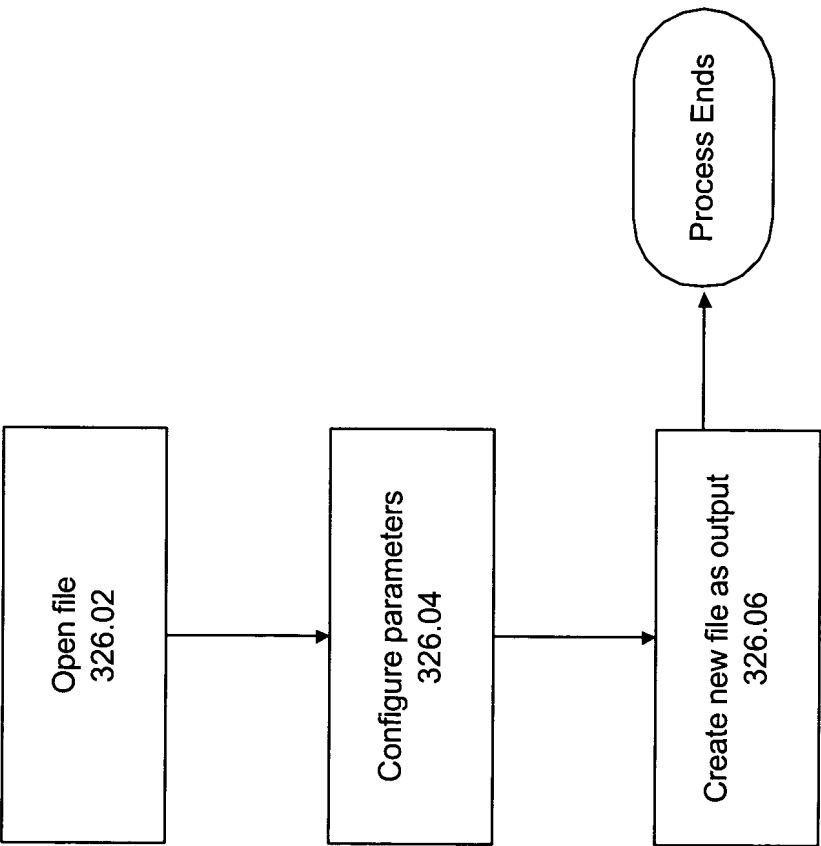 Open file
326.02
Configure parameters
326.04
Create new file as output
326.06
Process Ends